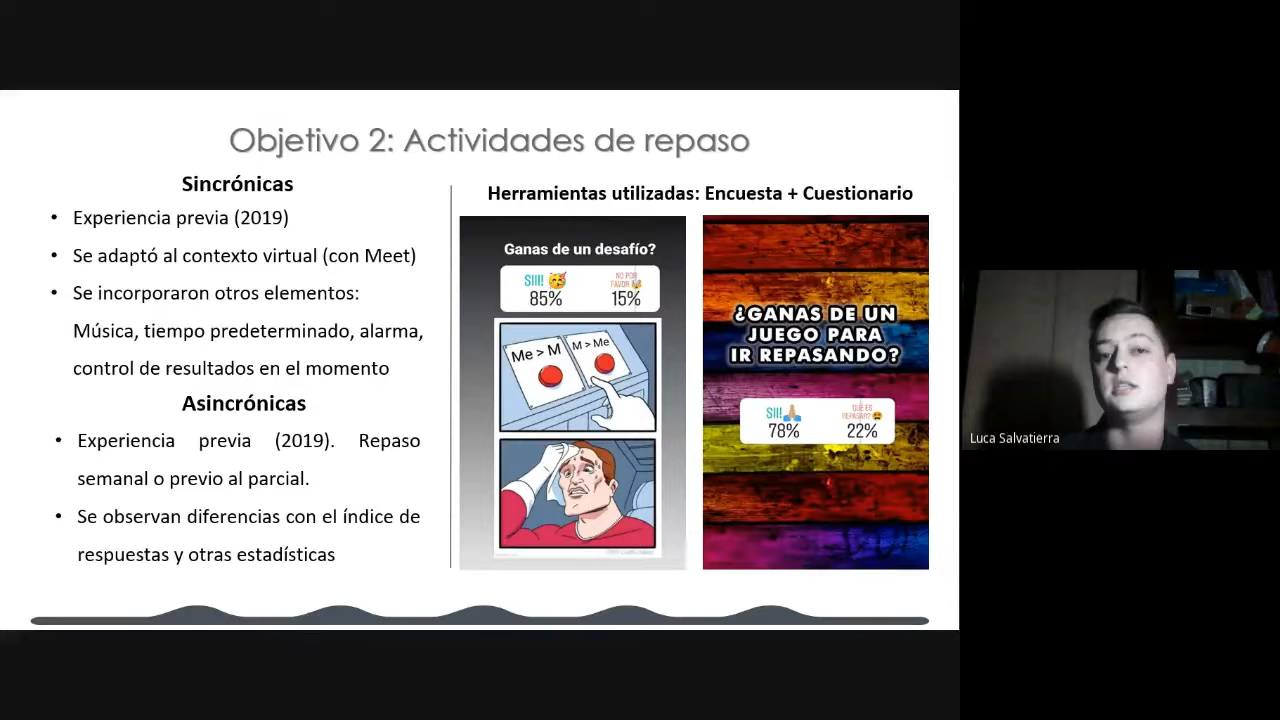 Objetivo 2: Actividades de repaso
Sincrónicas
• Experiencia previa (2019)
• Se adaptó al contexto virtual (con Meet)
• Se incorporaron otros elementos:
Música, tiempo predeterminado, alarma,
control de resultados en el momento
Asincrónicas
• Experiencia previa (2019). Repaso
semanal o previo al parcial.
• Se observan diferencias con el índice de
respuestas y otras estadísticas
Herramientas utilizadas: Encuesta + Cuestionario
Ganas de un desafío?
SIII!
85%
NO POR
FAVOR
15%
Me > M
M > Me
¿GANAS DE UN
JUEGO PARA
IR REPASANDO?
SII!
78%
QUÉ ES
REPASAR?
22%
Luca Salvatierra